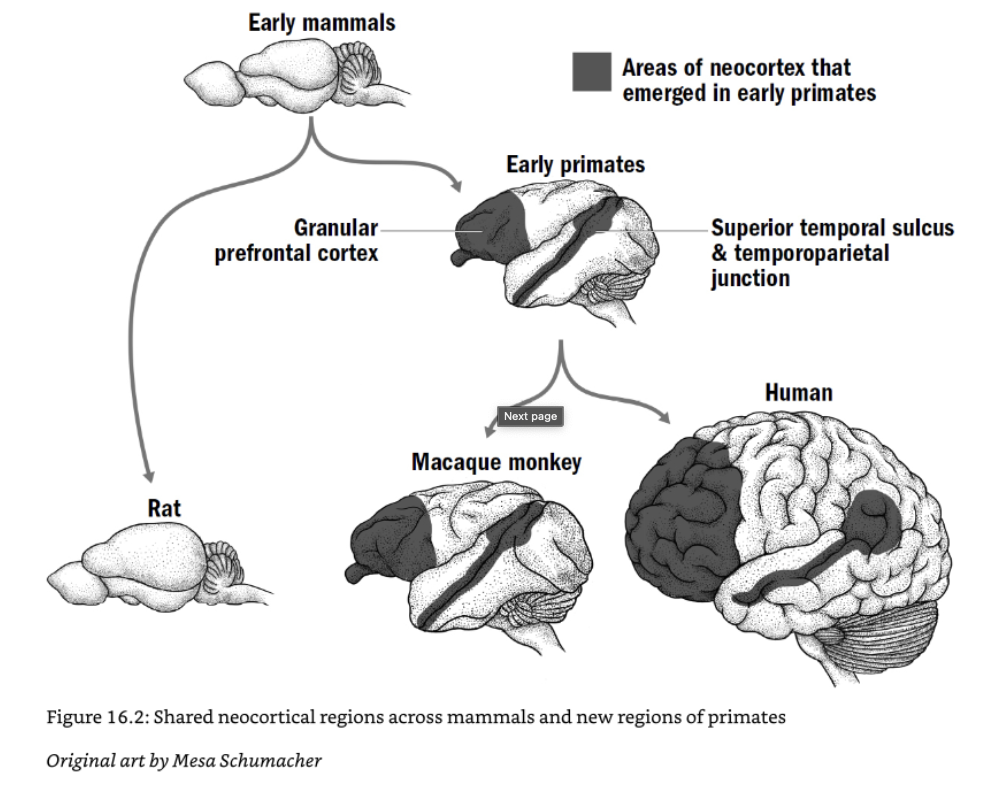 Early mammals
Areas of neocortex that
emerged in early primates
Early primates
Granular
prefrontal cortex
Superior temporal sulcus
& temporoparietal
junction
Human
Next page
Macaque monkey
Rat
Figure 16.2: Shared neocortical regions across mammals and new regions of primates
Original art by Mesa Schumacher